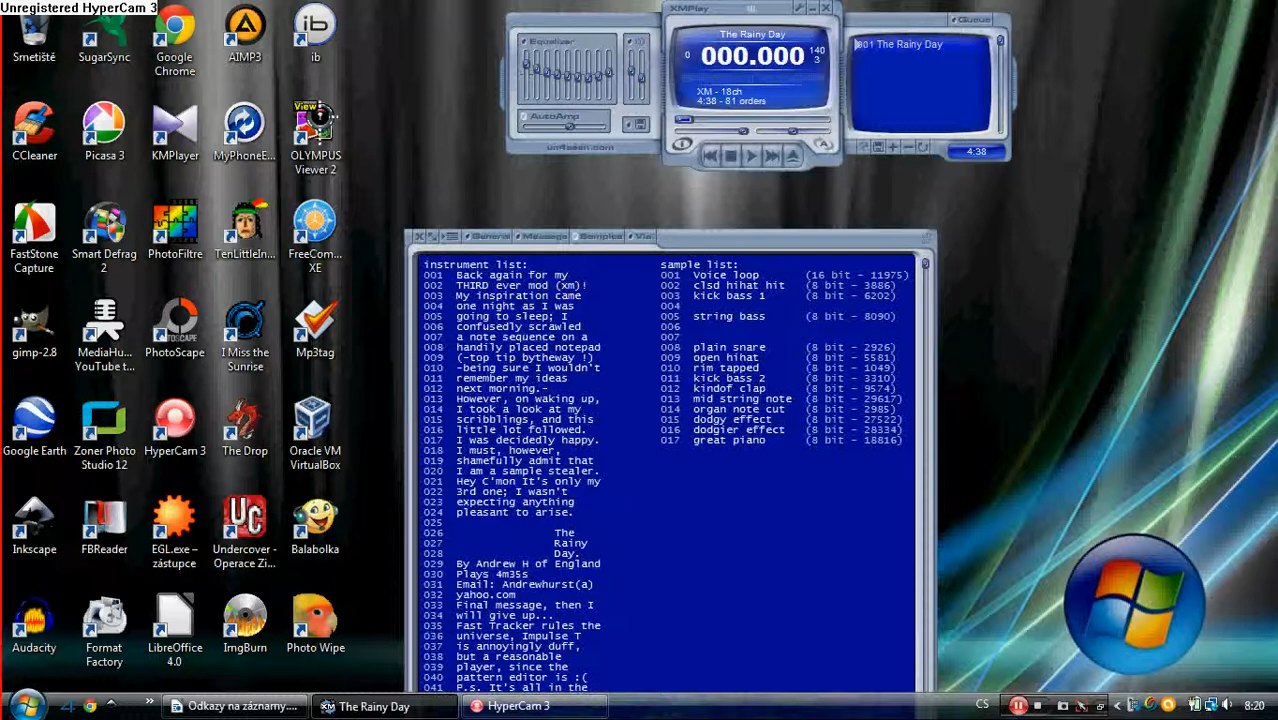 Unregistered HyperCam 3
Smetiště
SugarSync
Google Chrome
AIMP3
ib
CCleaner
Picasa 3
KMPlayer
MyPhoneE...
OLYMPUS Viewer 2
FastStone Capture
Smart Defrag 2
PhotoFiltre
TenLittleIn...
FreeCom... XE
gimp-2.8
MediaHu... YouTube t...
PhotoScape
I Miss the Sunrise
Mp3tag
Google Earth
Zoner Photo Studio 12
HyperCam 3
The Drop
Oracle VM VirtualBox
Inkscape
FBReader
EGL.exe – zástupce
Undercover - Operace Zi...
Balabolka
Audacity
Format Factory
LibreOffice 4.0
ImgBurn
Photo Wipe
Equalizer
AutoAmp
un4seen.com
XMPlay
The Rainy Day
0 000.000 140 3
XM - 18ch
4:38 - 81 orders
Queue
001 The Rainy Day
4:38
General Message Samples Vis
instrument list:
001 Back again for my
002 THIRD ever mod (xm)!
003 My inspiration came
004 one night as I was
005 going to sleep; I
006 confusedly scrawled
007 a note sequence on a
008 handily placed notepad
009 (-top tip bytheway !)
010 -being sure I wouldn't
011 remember my ideas
012 next morning.-
013 However, on waking up,
014 I took a look at my
015 scribblings, and this
016 little lot followed.
017 I was decidedly happy.
018 I must, however,
019 shamefully admit that
020 I am a sample stealer.
021 Hey C'mon It's only my
022 3rd one; I wasn't
023 expecting anything
024 pleasant to arise.
025
026 The
027 Rainy
028 Day.
029 By Andrew H of England
030 Plays 4m35s
031 Email: Andrewhurst(a)
032 yahoo.com
033 Final message, then I
034 will give up...
035 Fast Tracker rules the
036 universe, Impulse T
037 is annoyingly duff,
038 but a reasonable
039 player, since the
040 pattern editor is :(
041 P.s. It's all in the
sample list:
001 Voice loop (16 bit - 11975)
002 clsd hihat hit (8 bit - 3886)
003 kick bass 1 (8 bit - 6202)
004
005 string bass (8 bit - 8090)
006
007
008 plain snare (8 bit - 2926)
009 open hihat (8 bit - 5581)
010 rim tapped (8 bit - 1049)
011 kick bass 2 (8 bit - 3310)
012 kindof clap (8 bit - 9574)
013 mid string note (8 bit - 29617)
014 organ note cut (8 bit - 2985)
015 dodgy effect (8 bit - 27522)
016 dodgier effect (8 bit - 28334)
017 great piano (8 bit - 18816)
Odkazy na záznamy....
The Rainy Day
HyperCam 3
CS
8:20